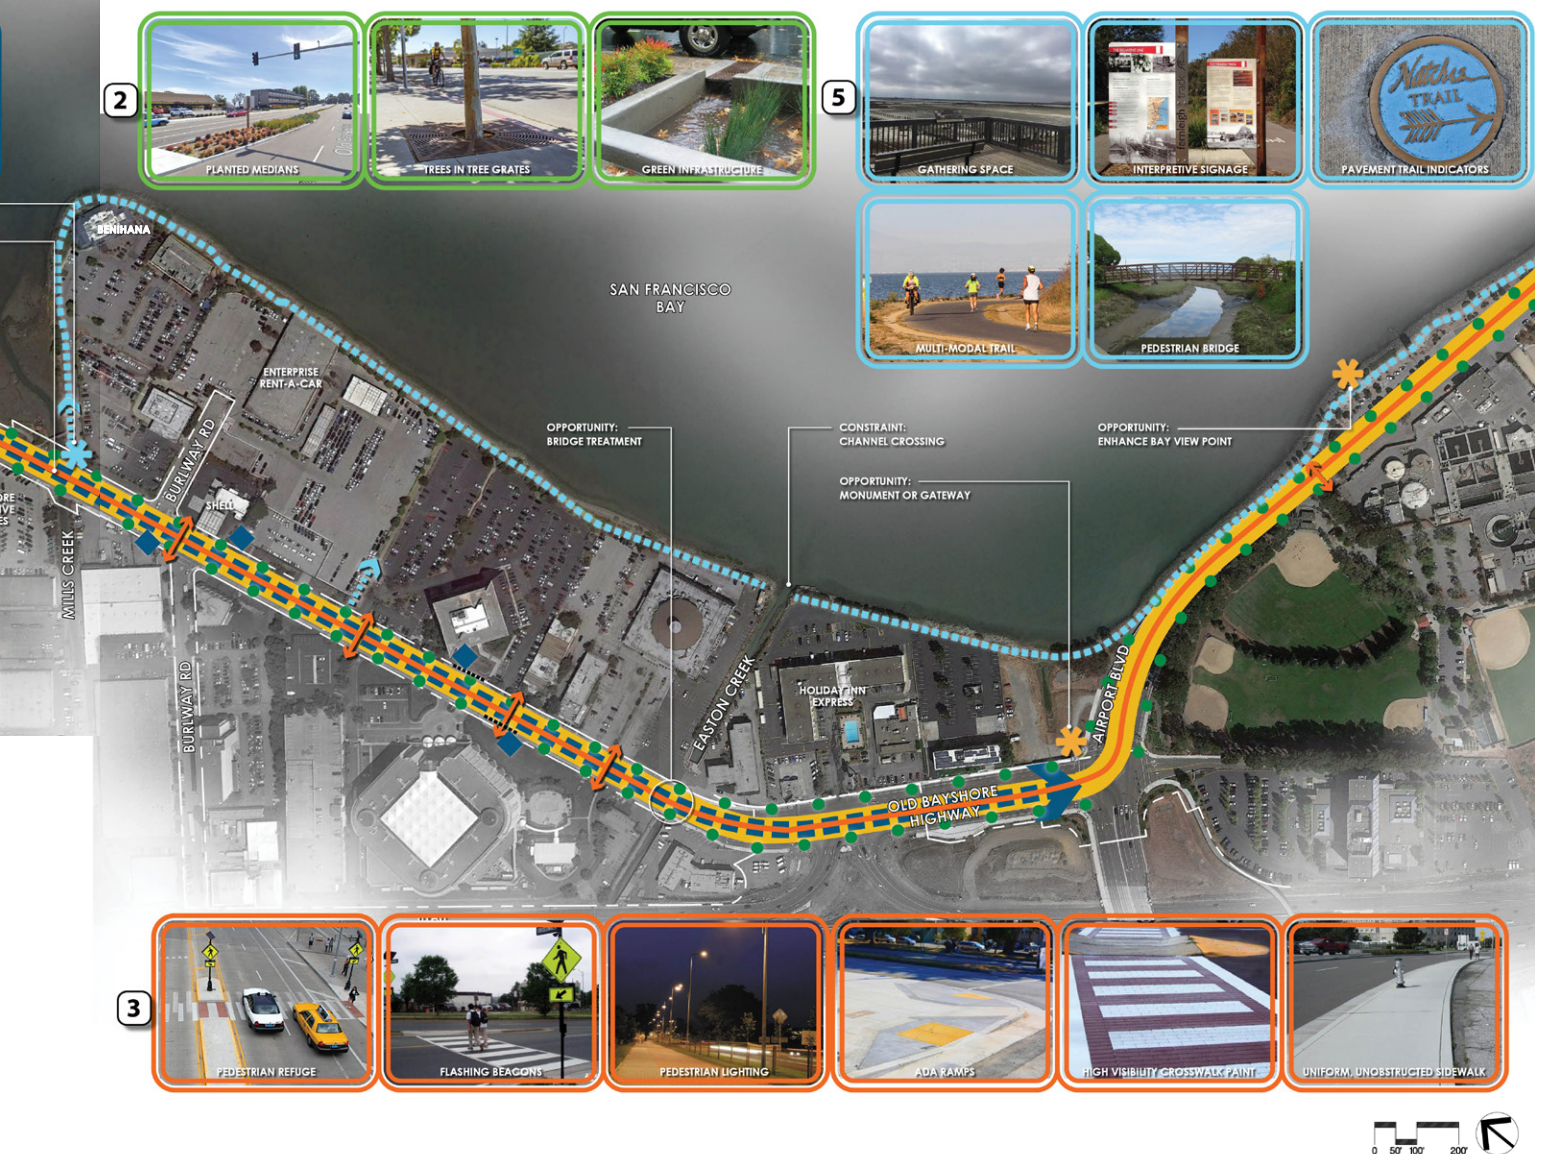 2
PLANTED MEDIANS
TREES IN TREE GRATES
GREEN INFRASTRUCTURE
5
GATHERING SPACE
INTERPRETIVE SIGNAGE
Natchez
TRAIL
PAVEMENT TRAIL INDICATORS
MULTI-MODAL TRAIL
PEDESTRIAN BRIDGE
BENIHANA
SAN FRANCISCO
BAY
ENTERPRISE
RENT-A-CAR
OPPORTUNITY:
BRIDGE TREATMENT
CONSTRAINT:
CHANNEL CROSSING
OPPORTUNITY:
ENHANCE BAY VIEW POINT
OPPORTUNITY:
MONUMENT OR GATEWAY
BURLWAY RD
SHELL
MILLS CREEK
BURLWAY RD
EASTON CREEK
HOLIDAY INN
EXPRESS
AIRPORT BLVD
OLD BAYSHORE
HIGHWAY
3
PEDESTRIAN REFUGE
FLASHING BEACONS
PEDESTRIAN LIGHTING
ADA RAMPS
HIGH VISIBILITY CROSSWALK PAINT
UNIFORM, UNOBSTRUCTED SIDEWALK
0 50' 100' 200'